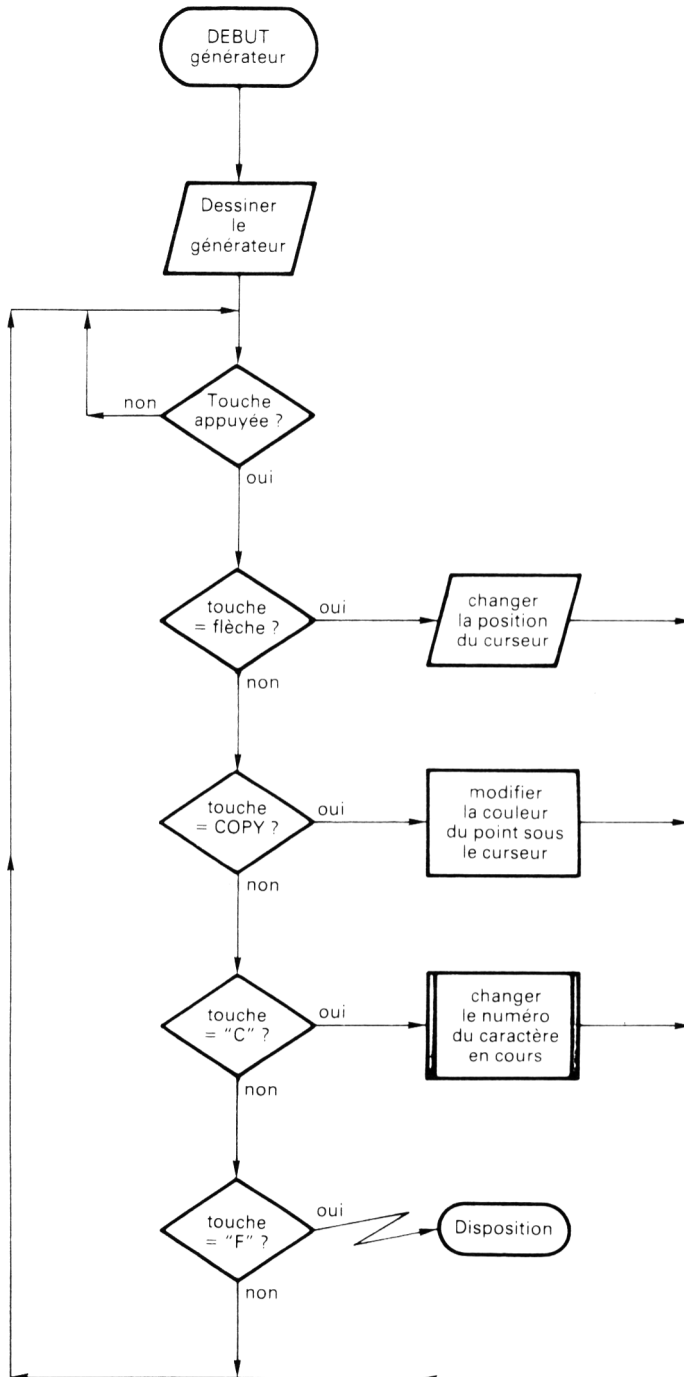 DEBUT
générateur
Dessiner
le
générateur
non
Touche
appuyée ?
oui
touche
= flèche ?
oui
changer
la position
du curseur
non
touche
= COPY ?
oui
modifier
la couleur
du point sous
le curseur
non
touche
= "C" ?
oui
changer
le numéro
du caractère
en cours
non
touche
= "F" ?
oui
Disposition
non